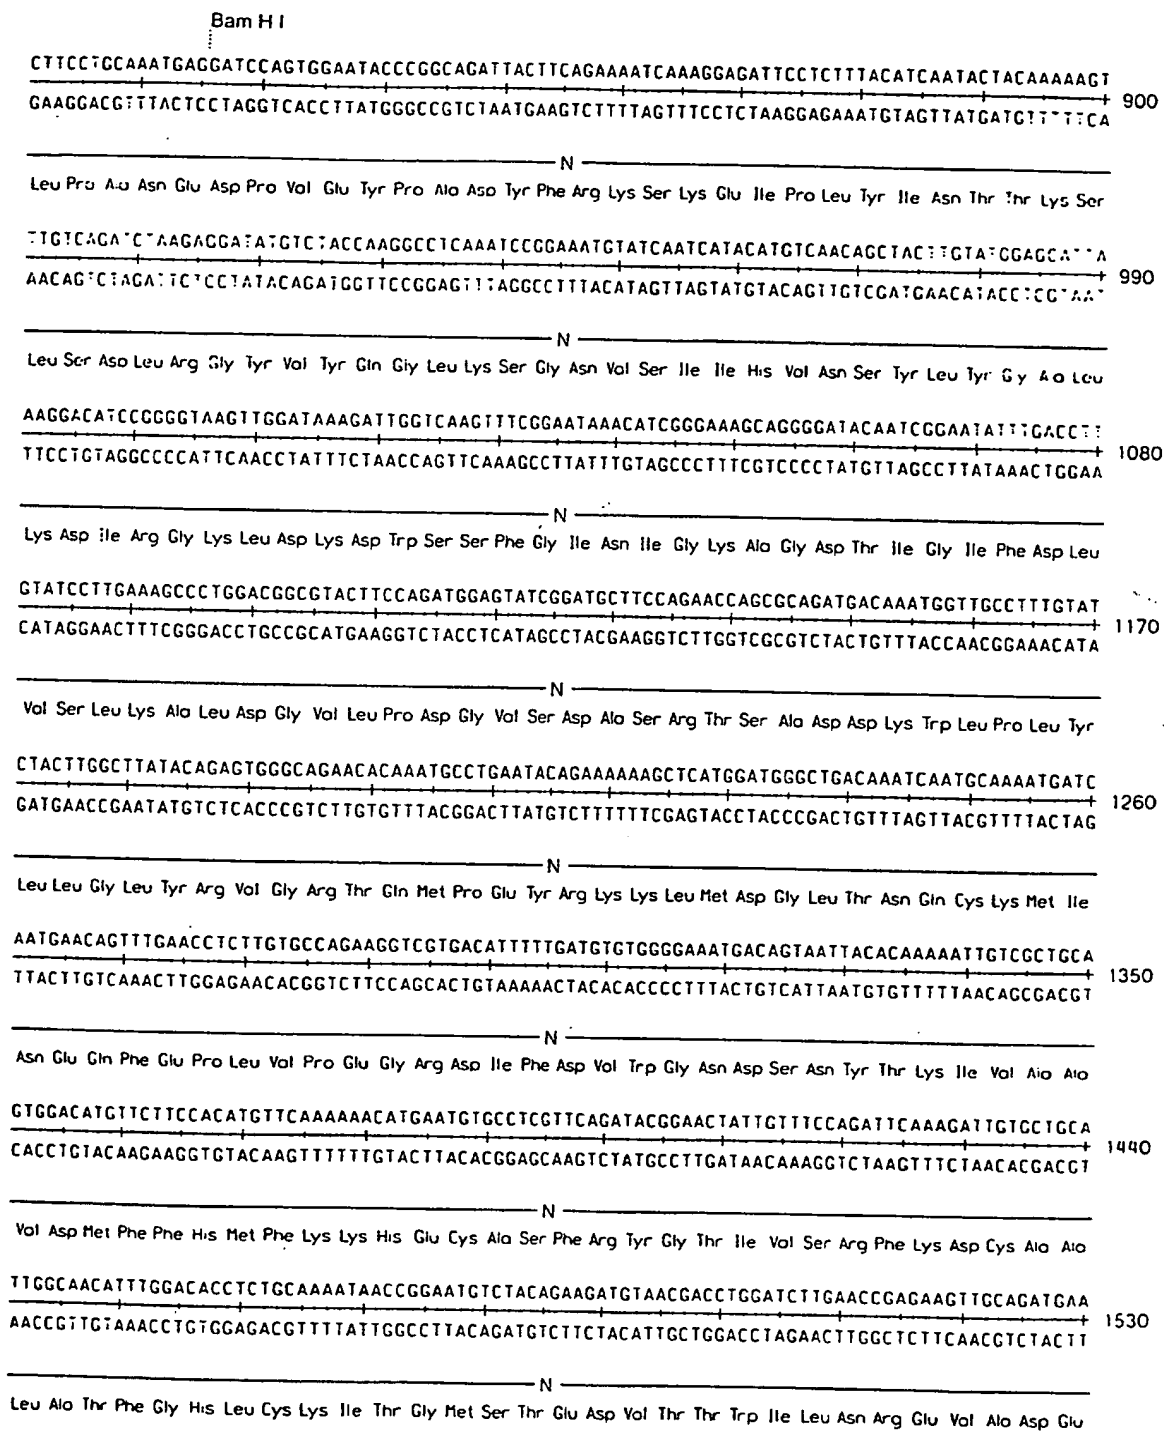 Bam H I
CTTCCTGCAAATGAGGATCCAGTGGAATACCCGGCAGATTACTTCAGAAAATCAAAGGAGATTCCTCTTTACATCAATACTACAAAAAGT
900
GAAGGACGTTTACTCCTAGGTCACCTTATGGGCCGTCTAATGAAGTCTTTTAGTTTCCTCTAAGGAGAAATGTAGTTATGATGTTTTTCA
N
Leu Pro Ala Asn Glu Asp Pro Val Glu Tyr Pro Ala Asp Tyr Phe Arg Lys Ser Lys Glu Ile Pro Leu Tyr Ile Asn Thr Thr Lys Ser
TTGTCAGATCTAAGAGGATATGTCTACCAAGGCCTCAAATCCGGAAATGTATCAATCATACATGTCAACAGCTACTTGTATGGAGCATTA
990
AACAGTCTAGATTCTCCTATACAGATGGTTCCGGAGTTTAGGCCTTTACATAGTTAGTATGTACAGTTGTCGATGAACATACCTCGTAAT
N
Leu Ser Asp Leu Arg Gly Tyr Val Tyr Gln Gly Leu Lys Ser Gly Asn Val Ser Ile Ile His Val Asn Ser Tyr Leu Tyr Gly Ala Leu
AAGGACATCCGGGGTAAGTTGGATAAAGATTGGTCAAGTTTCGGAATAAACATCGGGAAAGCAGGGGATACAATCGGAATATTTGACCTT
1080
TTCCTGTAGGCCCCATTCAACCTATTTCTAACCAGTTCAAAGCCTTATTTGTAGCCCTTTCGTCCCCTATGTTAGCCTTATAAACTGGAA
N
Lys Asp Ile Arg Gly Lys Leu Asp Lys Asp Trp Ser Ser Phe Gly Ile Asn Ile Gly Lys Ala Gly Asp Thr Ile Gly Ile Phe Asp Leu
GTATCCTTGAAAGCCCTGGACGGCGTACTTCCAGATGGAGTATCGGATGCTTCCAGAACCAGCGCAGATGACAAATGGTTGCCTTTGTAT
1170
CATAGGAACTTTCGGGACCTGCCGCATGAAGGTCTACCTCATAGCCTACGAAGGTCTTGGTCGCGTCTACTGTTTACCAACGGAAACATA
N
Val Ser Leu Lys Ala Leu Asp Gly Val Leu Pro Asp Gly Val Ser Asp Ala Ser Arg Thr Ser Ala Asp Asp Lys Trp Leu Pro Leu Tyr
CTACTTGGCTTATACAGAGTGGGCAGAACACAAATGCCTGAATACAGAAAAAAGCTCATGGATGGGCTGACAAATCAATGCAAAATGATC
1260
GATGAACCGAATATGTCTCACCCGTCTTGTGTTTACGGACTTATGTCTTTTTTCGAGTACCTACCCGACTGTTTAGTTACGTTTTACTAG
N
Leu Leu Gly Leu Tyr Arg Val Gly Arg Thr Gln Met Pro Glu Tyr Arg Lys Lys Leu Met Asp Gly Leu Thr Asn Gln Cys Lys Met Ile
AATGAACAGTTTGAACCTCTTGTGCCAGAAGGTCGTGACATTTTTGATGTGTGGGGAAATGACAGTAATTACACAAAAATTGTCGCTGCA
1350
TTACTTGTCAAACTTGGAGAACACGGTCTTCCAGCACTGTAAAAACTACACACCCCTTTACTGTCATTAATGTGTTTTTAACAGCGACGT
N
Asn Glu Gln Phe Glu Pro Leu Val Pro Glu Gly Arg Asp Ile Phe Asp Val Trp Gly Asn Asp Ser Asn Tyr Thr Lys Ile Val Ala Ala
GTGGACATGTTCTTCCACATGTTCAAAAAACATGAATGTGCCTCGTTCAGATACGGAACTATTGTTTCCAGATTCAAAGATTGTGCTGCA
1440
CACCTGTACAAGAAGGTGTACAAGTTTTTTGTACTTACACGGAGCAAGTCTATGCCTTGATAACAAAGGTCTAAGTTTCTAACACGACGT
N
Val Asp Met Phe Phe His Met Phe Lys Lys His Glu Cys Ala Ser Phe Arg Tyr Gly Thr Ile Val Ser Arg Phe Lys Asp Cys Ala Ala
TTGGCAACATTTGGACACCTCTGCAAAATAACCGGAATGTCTACAGAAGATGTAACGACCTGGATCTTGAACCGAGAAGTTGCAGATGAA
1530
AACCGTTGTAAACCTGTGGAGACGTTTTATTGGCCTTACAGATGTCTTCTACATTGCTGGACCTAGAACTTGGCTCTTCAACGTCTACTT
N
Leu Ala Thr Phe Gly His Leu Cys Lys Ile Thr Gly Met Ser Thr Glu Asp Val Thr Thr Trp Ile Leu Asn Arg Glu Val Ala Asp Glu